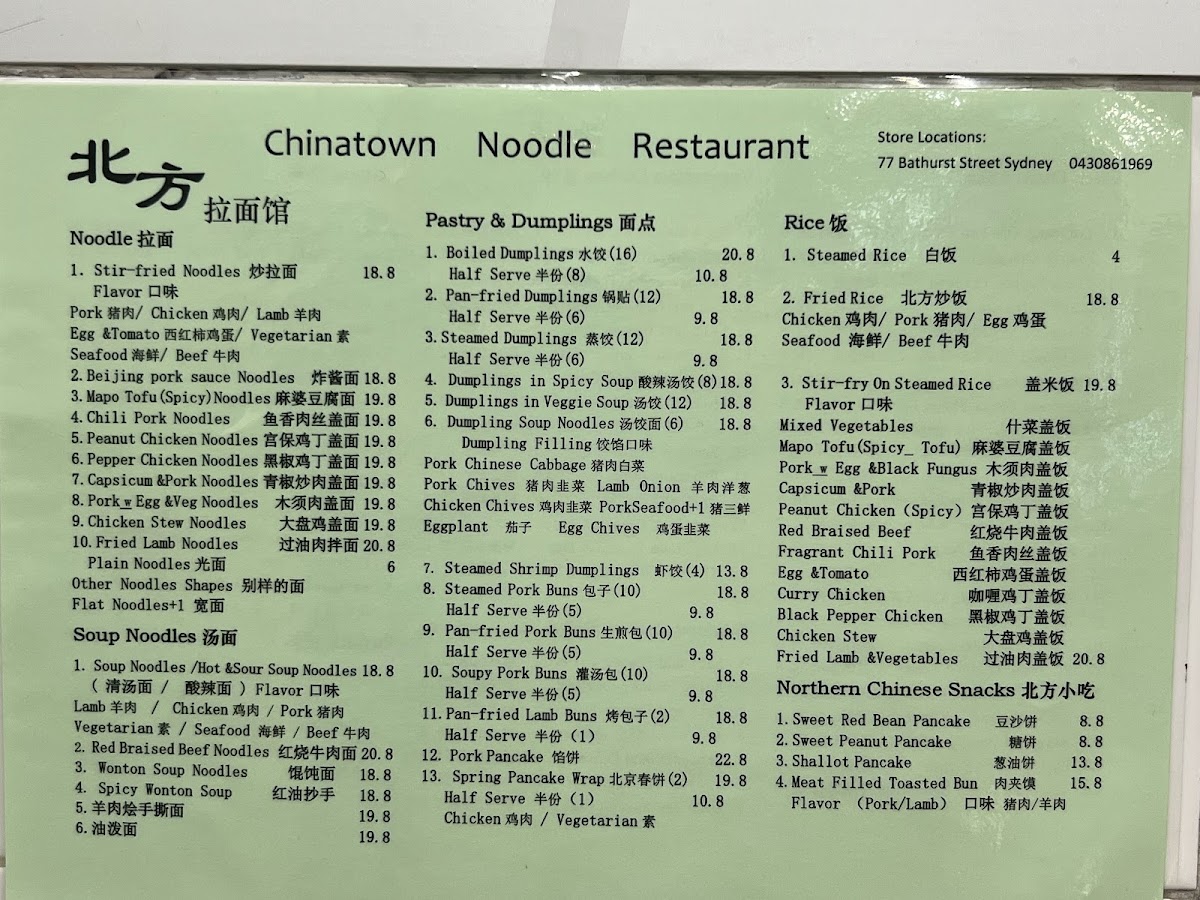 北方 拉面馆
Chinatown Noodle Restaurant
Store Locations:
77 Bathurst Street Sydney 0430861969
Noodle 拉面
1. Stir-fried Noodles 炒拉面 18.8
Flavor 口味
Pork 猪肉/ Chicken 鸡肉/ Lamb 羊肉
Egg &Tomato 西红柿鸡蛋/ Vegetarian 素
Seafood 海鲜/ Beef 牛肉
2. Beijing pork sauce Noodles 炸酱面 18.8
3. Mapo Tofu(Spicy)Noodles 麻婆豆腐面 19.8
4. Chili Pork Noodles 鱼香肉丝盖面 19.8
5. Peanut Chicken Noodles 宫保鸡丁盖面 19.8
6. Pepper Chicken Noodles 黑椒鸡丁盖面 19.8
7. Capsicum &Pork Noodles 青椒炒肉盖面 19.8
8. Pork w Egg &Veg Noodles 木须肉盖面 19.8
9. Chicken Stew Noodles 大盘鸡盖面 19.8
10. Fried Lamb Noodles 过油肉拌面 20.8
Plain Noodles 光面 6
Other Noodles Shapes 别样的面
Flat Noodles+1 宽面
Soup Noodles 汤面
1. Soup Noodles /Hot &Sour Soup Noodles 18.8
( 清汤面 / 酸辣面 ) Flavor 口味
Lamb 羊肉 / Chicken 鸡肉 / Pork 猪肉
Vegetarian 素 / Seafood 海鲜 / Beef 牛肉
2. Red Braised Beef Noodles 红烧牛肉面 20.8
3. Wonton Soup Noodles 馄饨面 18.8
4. Spicy Wonton Soup 红油抄手 18.8
5. 羊肉烩手撕面 19.8
6. 油泼面 19.8
Pastry & Dumplings 面点
1. Boiled Dumplings 水饺(16) 20.8
Half Serve 半份(8) 10.8
2. Pan-fried Dumplings 锅贴(12) 18.8
Half Serve 半份(6) 9.8
3. Steamed Dumplings 蒸饺(12) 18.8
Half Serve 半份(6) 9.8
4. Dumplings in Spicy Soup 酸辣汤饺(8) 18.8
5. Dumplings in Veggie Soup 汤饺(12) 18.8
6. Dumpling Soup Noodles 汤饺面(6) 18.8
Dumpling Filling 饺馅口味
Pork Chinese Cabbage 猪肉白菜
Pork Chives 猪肉韭菜 Lamb Onion 羊肉洋葱
Chicken Chives 鸡肉韭菜 PorkSeafood+1 猪三鲜
Eggplant 茄子 Egg Chives 鸡蛋韭菜
7. Steamed Shrimp Dumplings 虾饺(4) 13.8
8. Steamed Pork Buns 包子(10) 18.8
Half Serve 半份(5) 9.8
9. Pan-fried Pork Buns 生煎包(10) 18.8
Half Serve 半份(5) 9.8
10. Soupy Pork Buns 灌汤包(10) 18.8
Half Serve 半份(5) 9.8
11. Pan-fried Lamb Buns 烤包子(2) 18.8
Half Serve 半份 (1) 9.8
12. Pork Pancake 馅饼 22.8
13. Spring Pancake Wrap 北京春饼(2) 19.8
Half Serve 半份 (1) 10.8
Chicken 鸡肉 / Vegetarian 素
Rice 饭
1. Steamed Rice 白饭 4
2. Fried Rice 北方炒饭 18.8
Chicken 鸡肉/ Pork 猪肉/ Egg 鸡蛋
Seafood 海鲜/ Beef 牛肉
3. Stir-fry On Steamed Rice 盖米饭 19.8
Flavor 口味
Mixed Vegetables 什菜盖饭
Mapo Tofu(Spicy_ Tofu) 麻婆豆腐盖饭
Pork w Egg &Black Fungus 木须肉盖饭
Capsicum &Pork 青椒炒肉盖饭
Peanut Chicken (Spicy) 宫保鸡丁盖饭
Red Braised Beef 红烧牛肉盖饭
Fragrant Chili Pork 鱼香肉丝盖饭
Egg &Tomato 西红柿鸡蛋盖饭
Curry Chicken 咖喱鸡丁盖饭
Black Pepper Chicken 黑椒鸡丁盖饭
Chicken Stew 大盘鸡盖饭
Fried Lamb &Vegetables 过油肉盖饭 20.8
Northern Chinese Snacks 北方小吃
1. Sweet Red Bean Pancake 豆沙饼 8.8
2. Sweet Peanut Pancake 糖饼 8.8
3. Shallot Pancake 葱油饼 13.8
4. Meat Filled Toasted Bun 肉夹馍 15.8
Flavor (Pork/Lamb) 口味 猪肉/羊肉